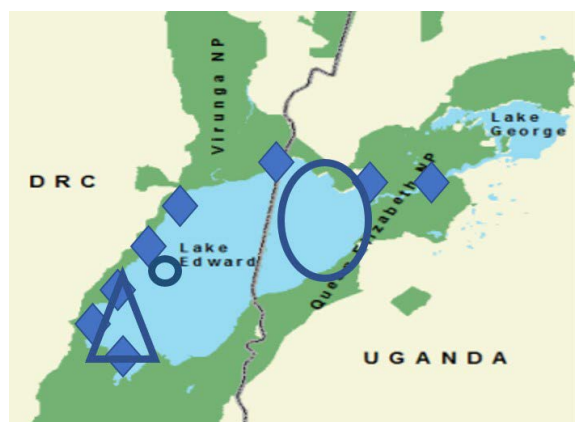 Virunga NP
Lake
George
DRC
Lake
Edward
Queen Elizabeth NP
UGANDA